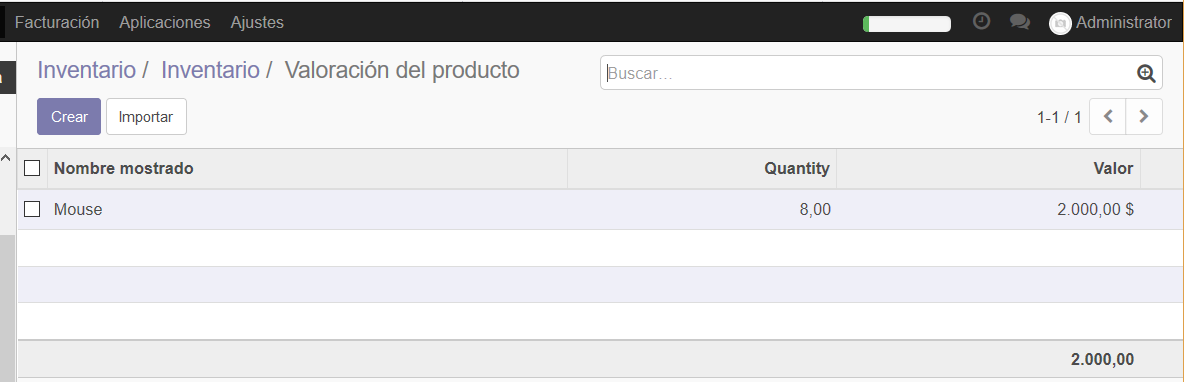 Facturación Aplicaciones Ajustes Administrator
Inventario / Inventario / Valoración del producto
Buscar...
Crear Importar 1-1 / 1
Nombre mostrado Quantity Valor
Mouse 8,00 2.000,00 $
2.000,00